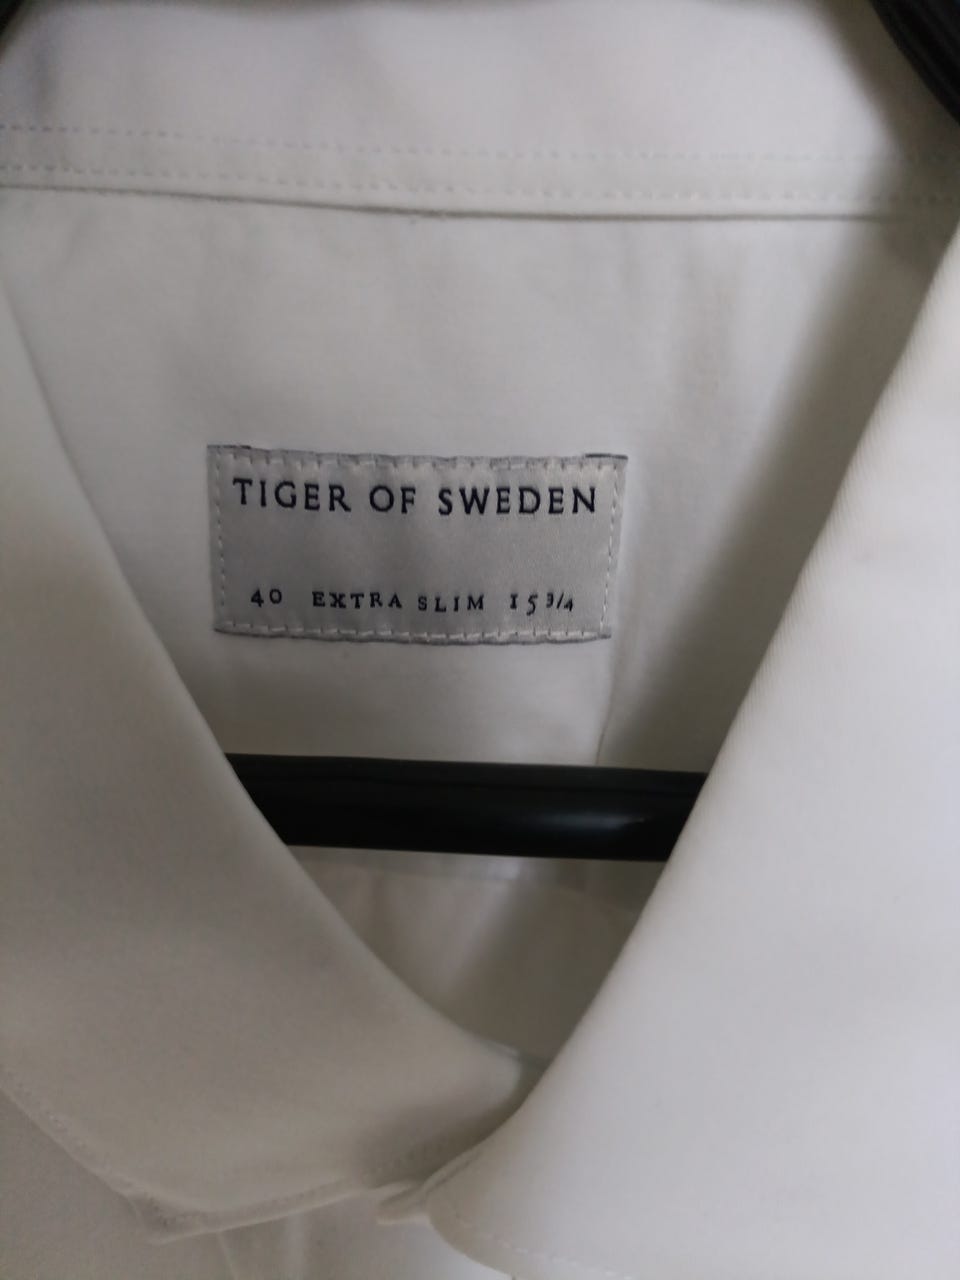 TIGER OF SWEDEN
40 EXTRA SLIM 15 3/4